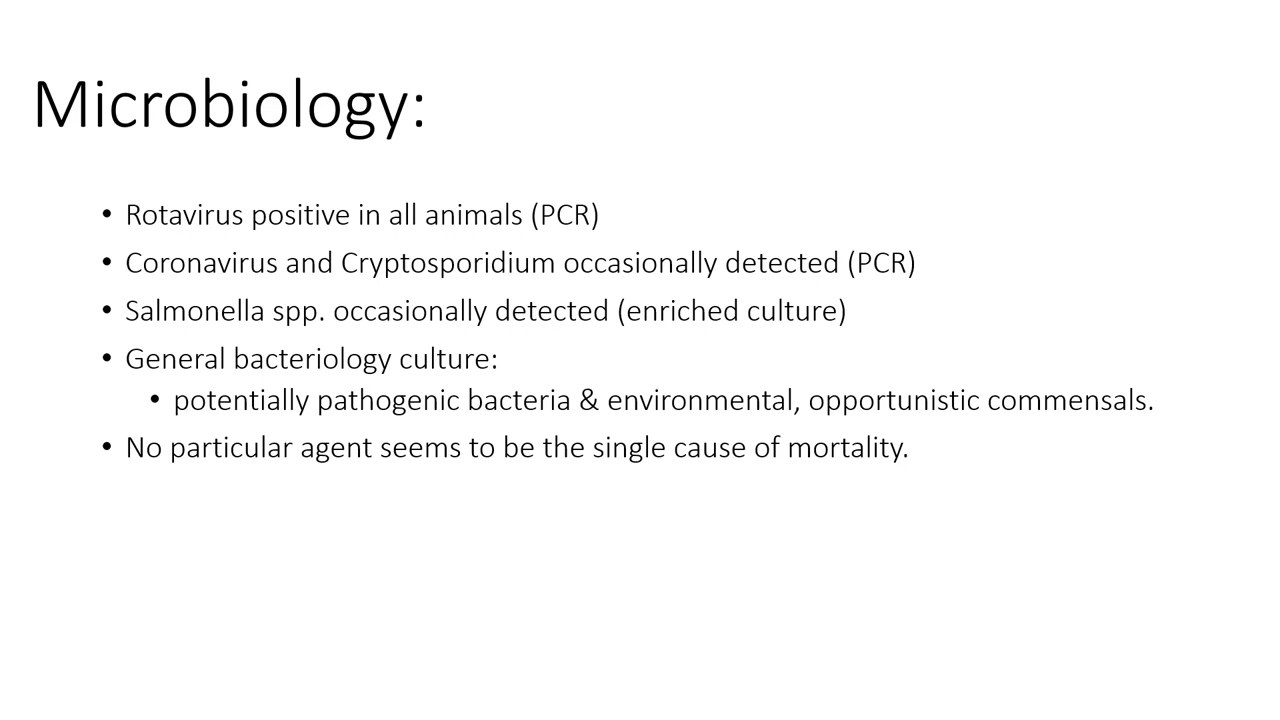 Microbiology:
• Rotavirus positive in all animals (PCR)
• Coronavirus and Cryptosporidium occasionally detected (PCR)
• Salmonella spp. occasionally detected (enriched culture)
• General bacteriology culture:
• potentially pathogenic bacteria & environmental, opportunistic commensals.
• No particular agent seems to be the single cause of mortality.